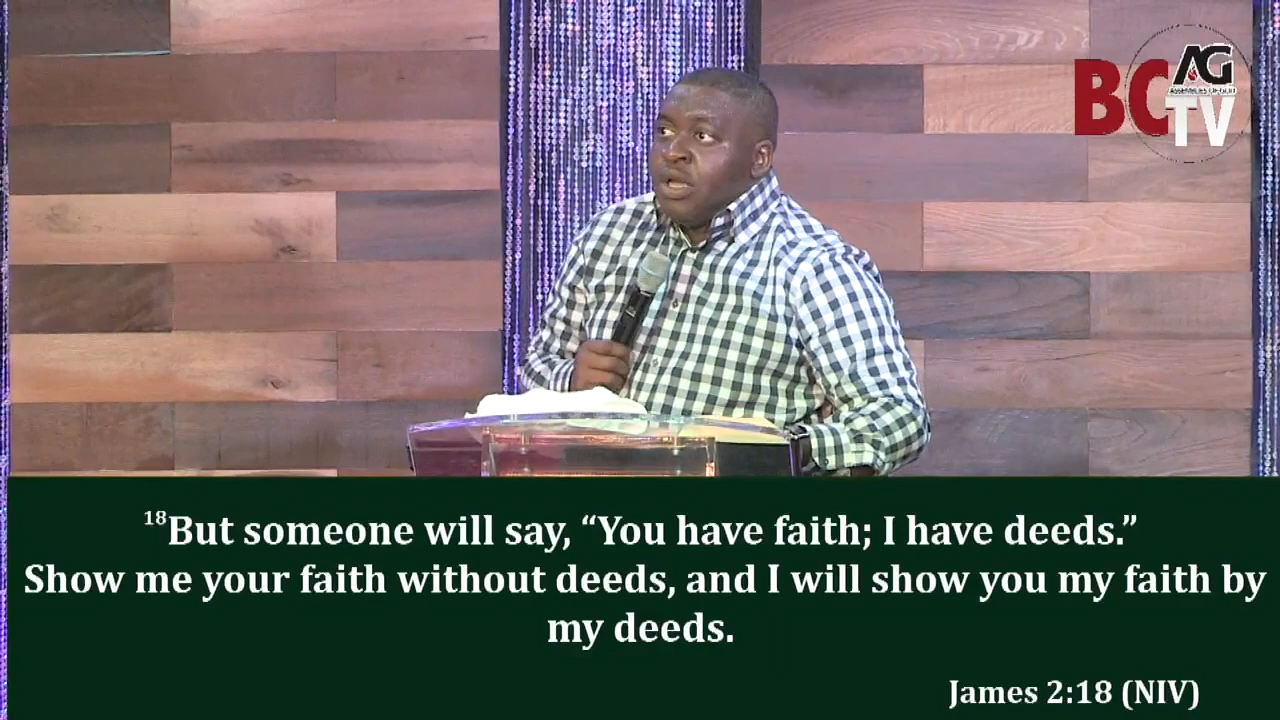 BC
AG
ASSEMBLIES OF GOD
TV
18But someone will say, “You have faith; I have deeds.”
Show me your faith without deeds, and I will show you my faith by
my deeds.
James 2:18 (NIV)